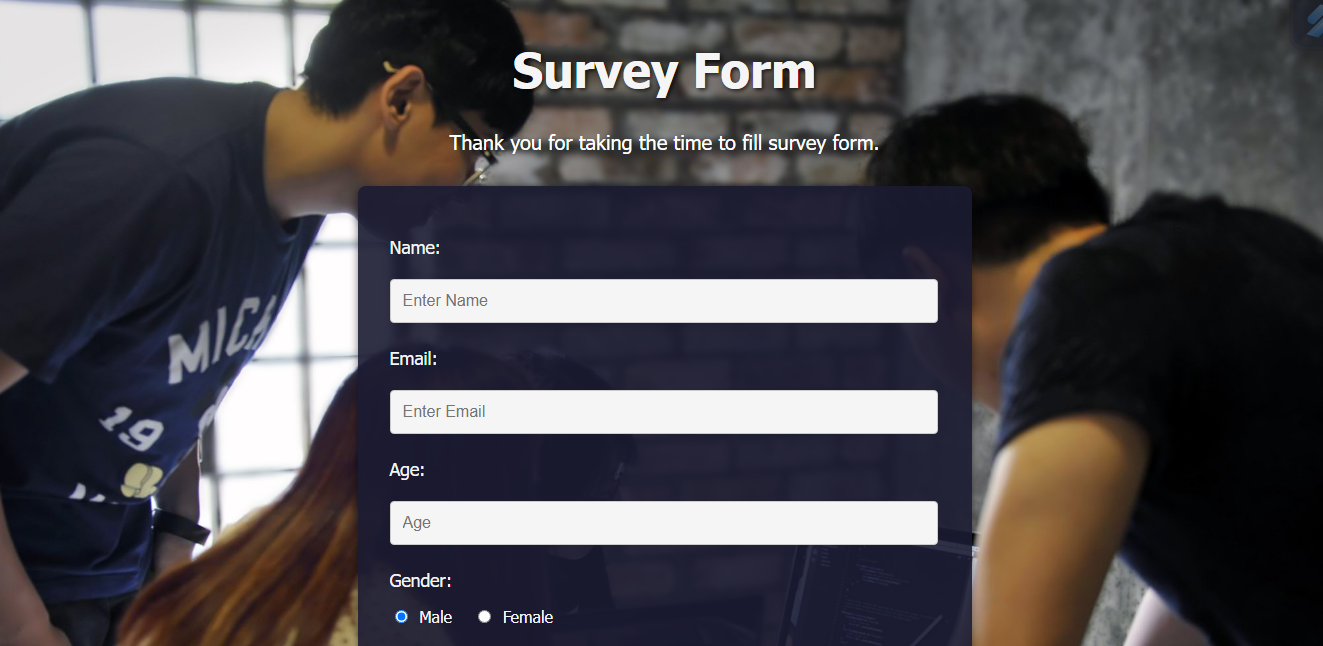 Survey Form
Thank you for taking the time to fill survey form.
Name:
Enter Name
Email:
Enter Email
Age:
Age
Gender:
Male Female
19